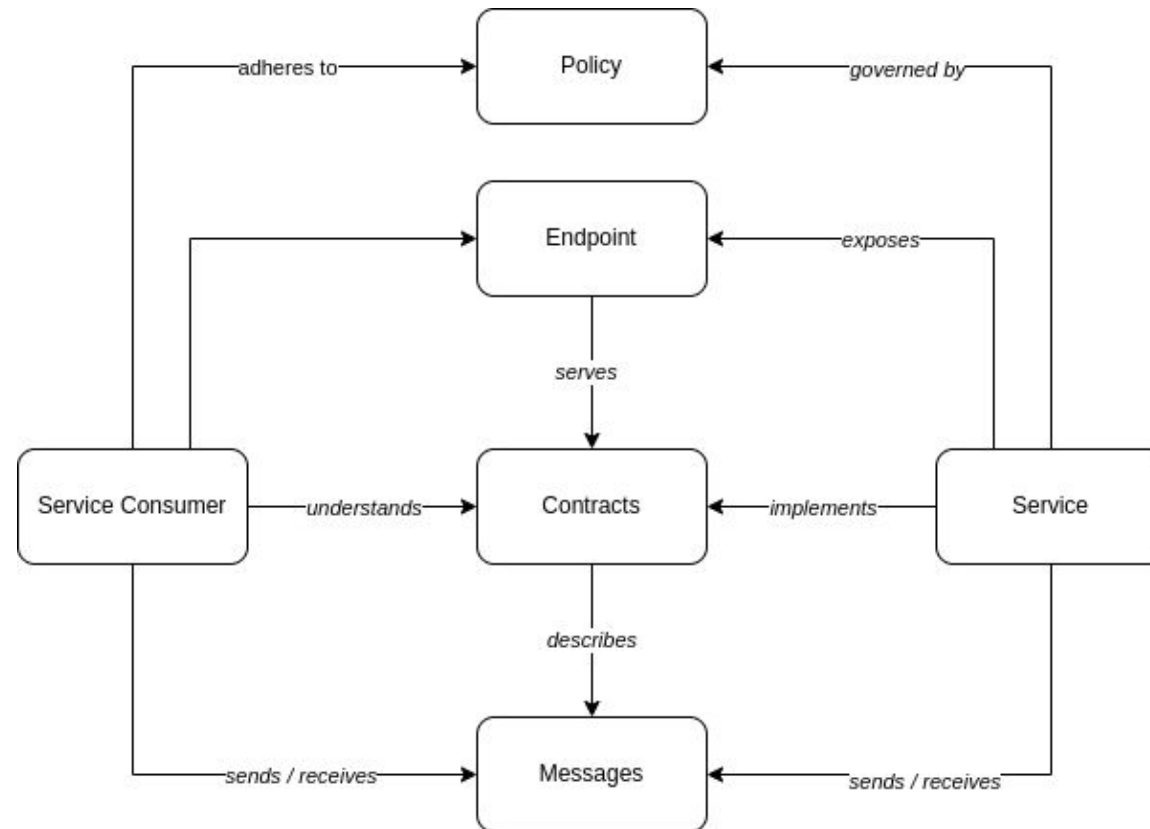 Policy
adheres to
governed by
Endpoint
exposes
serves
Service Consumer
understands
Contracts
implements
Service
describes
Messages
sends / receives
sends / receives